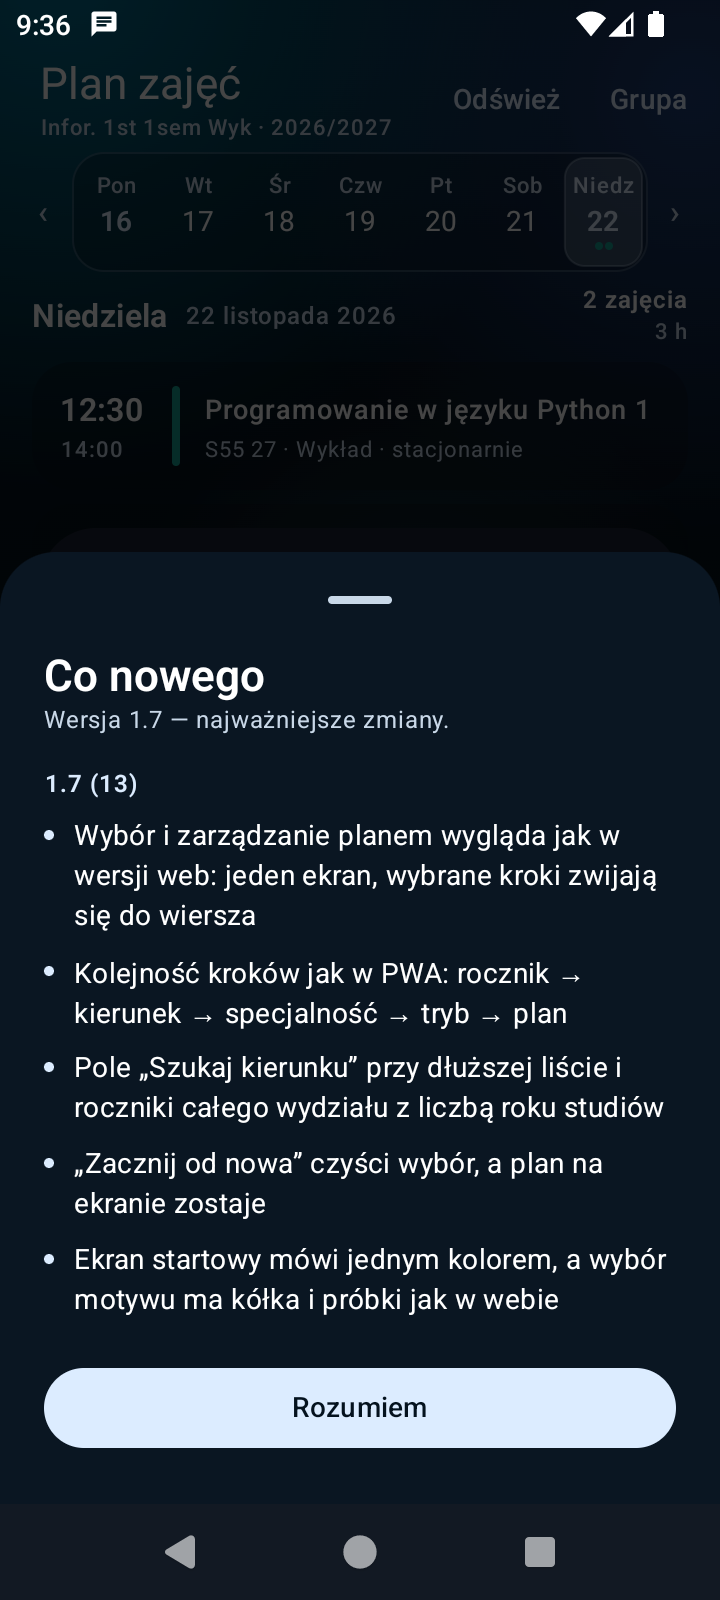 9:36
Plan zajęć
Odśwież
Grupa
Infor. 1st 1sem Wyk · 2026/2027
Pon Wt Śr Czw Pt Sob Niedz
‹ 16 17 18 19 20 21 22 ›
Niedziela 22 listopada 2026
2 zajęcia
3 h
12:30 Programowanie w języku Python 1
14:00 S55 27 · Wykład · stacjonarnie
Co nowego
Wersja 1.7 — najważniejsze zmiany.
1.7 (13)
• Wybór i zarządzanie planem wygląda jak w
wersji web: jeden ekran, wybrane kroki zwijają
się do wiersza
• Kolejność kroków jak w PWA: rocznik →
kierunek → specjalność → tryb → plan
• Pole „Szukaj kierunku” przy dłuższej liście i
roczniki całego wydziału z liczbą roku studiów
• „Zacznij od nowa” czyści wybór, a plan na
ekranie zostaje
• Ekran startowy mówi jednym kolorem, a wybór
motywu ma kółka i próbki jak w webie
Rozumiem